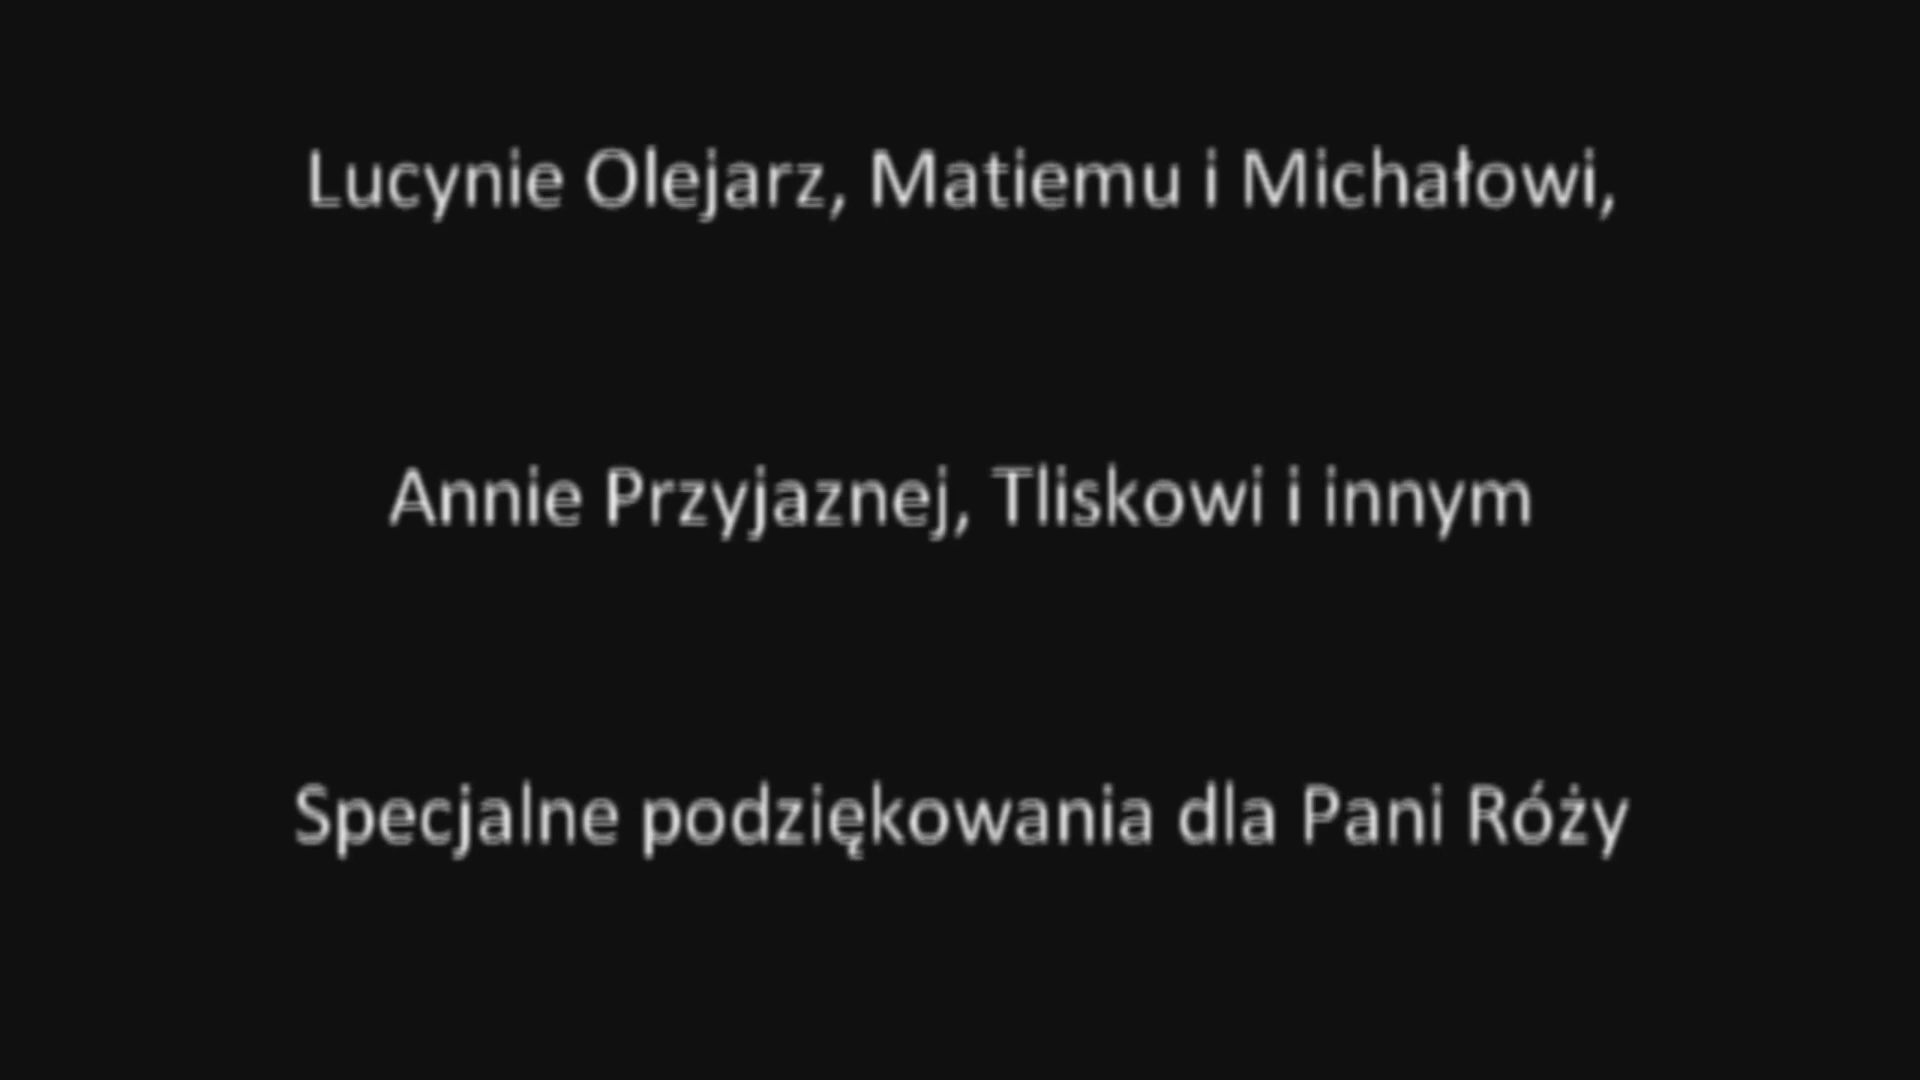 Lucynie Olejarz, Matiemu i Michałowi,
Annie Przyjaznej, Tliskowi i innym
Specjalne podziękowania dla Pani Róży